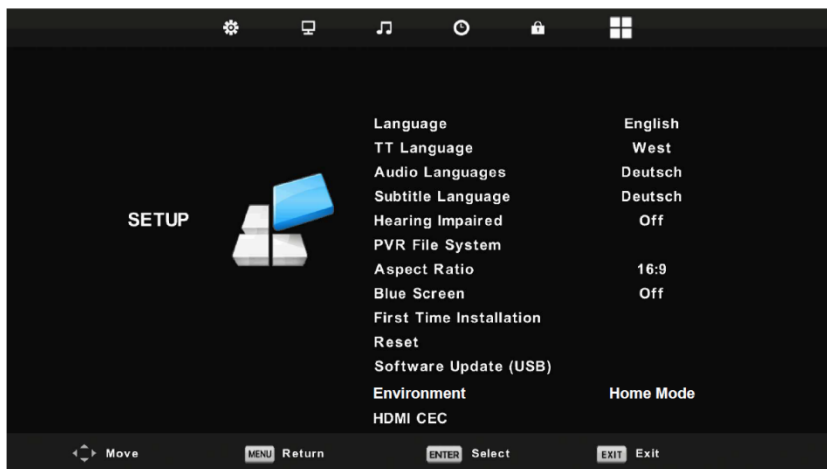 SETUP
Language English
TT Language West
Audio Languages Deutsch
Subtitle Language Deutsch
Hearing Impaired Off
PVR File System
Aspect Ratio 16:9
Blue Screen Off
First Time Installation
Reset
Software Update (USB)
Environment Home Mode
HDMI CEC
Move MENU Return ENTER Select EXIT Exit